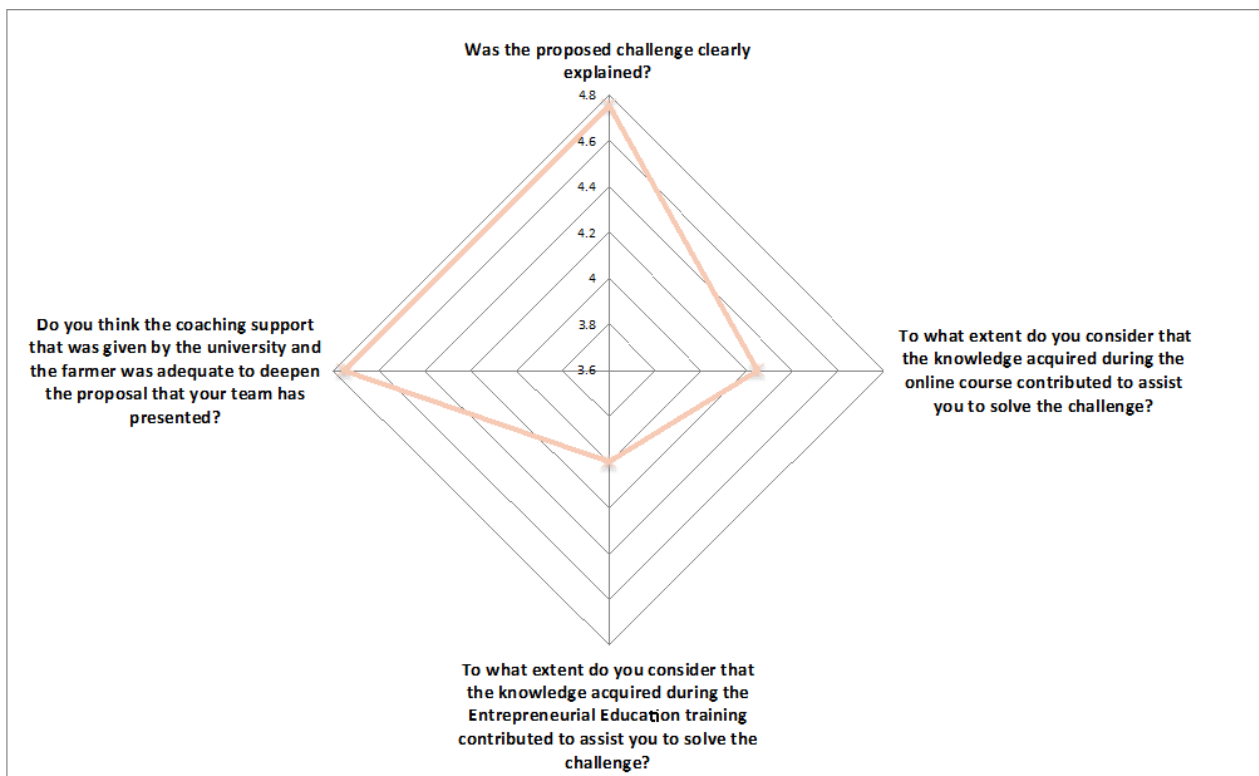 Was the proposed challenge clearly
explained?
4.8
4.6
4.4
4.2
4
3.8
3.6
Do you think the coaching support
that was given by the university and
the farmer was adequate to deepen
the proposal that your team has
presented?
To what extent do you consider that
the knowledge acquired during the
online course contributed to assist
you to solve the challenge?
To what extent do you consider that
the knowledge acquired during the
Entrepreneurial Education training
contributed to assist you to solve the
challenge?